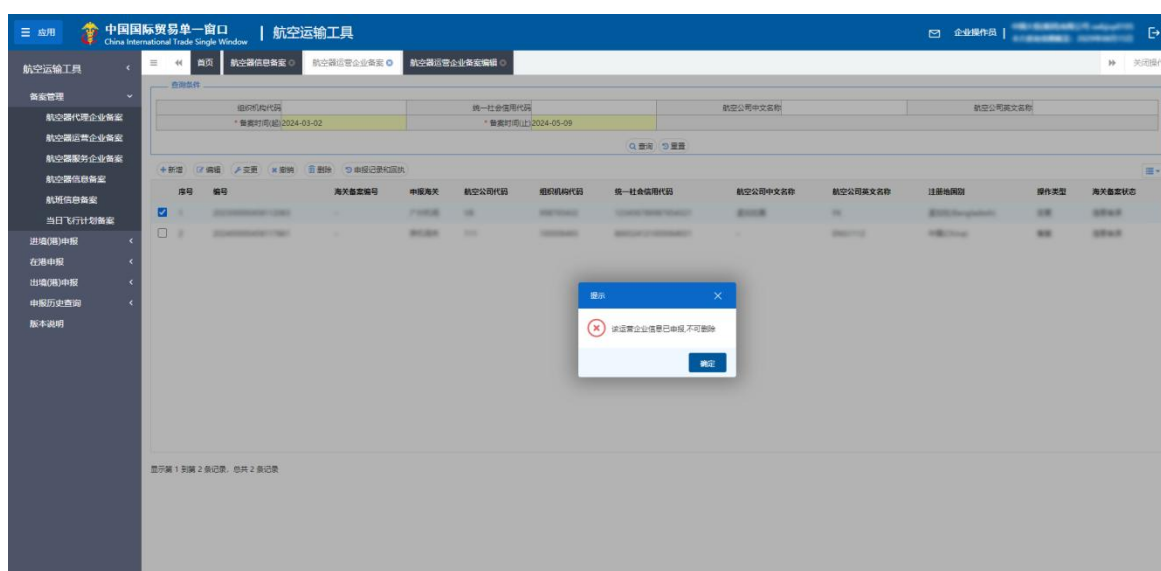 应用
中国国际贸易单一窗口 | 航空运输工具
China International Trade Single Window
企业操作员 |
航空运输工具
首页 航空器信息备案 航空器运营企业备案 航空器运营企业备案编辑 关闭操作
备案管理
航空器代理企业备案
航空器运营企业备案
航空器服务企业备案
航空器信息备案
航班信息备案
当日飞行计划备案
进境(港)申报
在港申报
出境(港)申报
申报历史查询
版本说明
查询条件
组织机构代码 统一社会信用代码 航空公司中文名称 航空公司英文名称
* 备案时间(起) 2024-03-02 * 备案时间(止) 2024-05-09
查询 重置
新增 编辑 变更 撤销 删除 申报记录和回执
序号 编号 海关备案编号 申报海关 航空公司代码 组织机构代码 统一社会信用代码 航空公司中文名称 航空公司英文名称 注册地国别 操作类型 海关备案状态
1
2
提示
该运营企业信息已申报,不可删除
确定
显示第 1 到第 2 条记录，总共 2 条记录